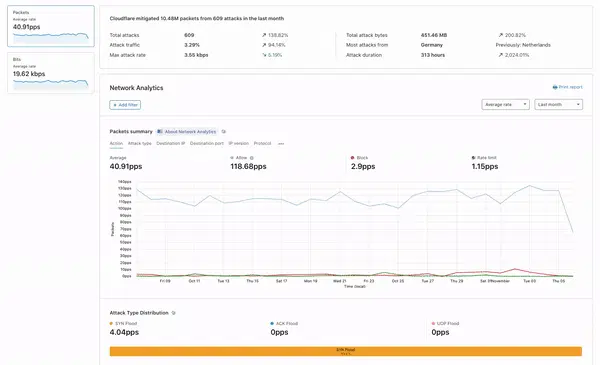 Packets
Average rate
40.91pps
Bits
Average rate
19.62 kbps
Cloudflare mitigated 10.48M packets from 609 attacks in the last month
Total attacks 609 ↗ 138.82% Total attack bytes 451.46 MB ↗ 200.82%
Attack traffic 3.29% ↗ 94.14% Most attacks from Germany Previously: Netherlands
Max attack rate 3.55 kbps ↘ 5.19% Attack duration 313 hours ↗ 2,024.01%
Network Analytics
Print report
+ Add filter
Average rate
Last month
Packets summary About Network Analytics
Action Attack type Destination IP Destination port IP version Protocol •••
Average Allow Block Rate limit
40.91pps 118.68pps 2.9pps 1.15pps
140pps
130pps
120pps
110pps
100pps
90pps
80pps
70pps
60pps
50pps
40pps
30pps
20pps
10pps
0pps
Packets
Fri 09 Oct 11 Tue 13 Thu 15 Sat 17 Mon 19 Wed 21 Fri 23 Oct 25 Tue 27 Thu 29 Sat 31 November Tue 03 Thu 05
Time (local)
Attack Type Distribution
SYN Flood ACK Flood UDP Flood
4.04pps 0pps 0pps
SYN Flood